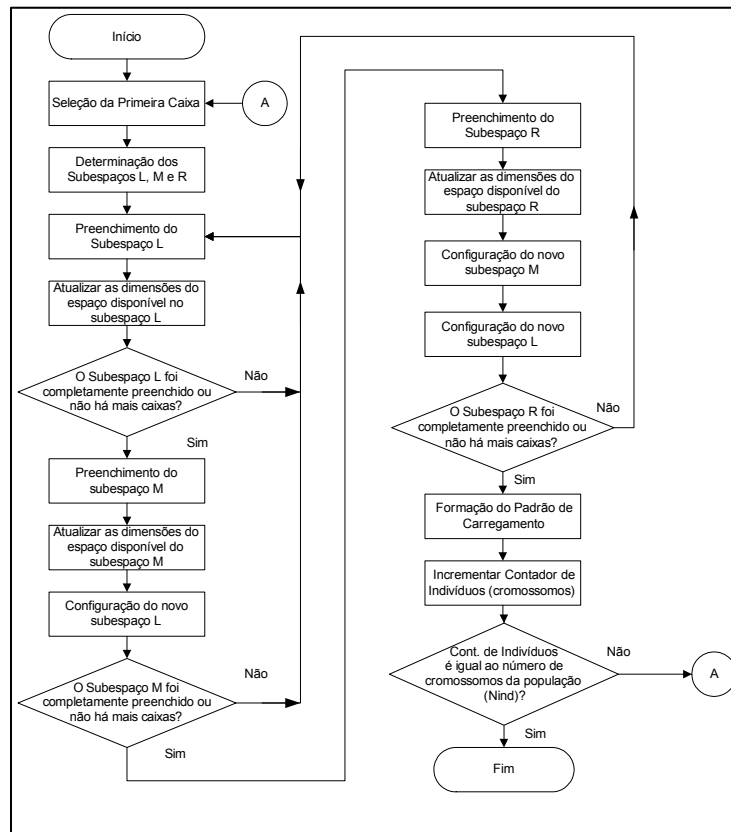 Início
Seleção da Primeira Caixa
A
Determinação dos
Subespaços L, M e R
Preenchimento do
Subespaço L
Atualizar as dimensões do
espaço disponível no
subespaço L
O Subespaço L foi
completamente preenchido ou
não há mais caixas?
Não
Sim
Preenchimento do
subespaço M
Atualizar as dimensões do
espaço disponível do
subespaço M
Configuração do novo
subespaço L
O Subespaço M foi
completamente preenchido ou
não há mais caixas?
Não
Sim
Preenchimento do
Subespaço R
Atualizar as dimensões do
espaço disponível do
subespaço R
Configuração do novo
subespaço M
Configuração do novo
subespaço L
O Subespaço R foi
completamente preenchido ou
não há mais caixas?
Não
Sim
Formação do Padrão de
Carregamento
Incrementar Contador de
Indivíduos (cromossomos)
Cont. de Indivíduos
é igual ao número de
cromossomos da população
(Nind)?
Não
A
Sim
Fim